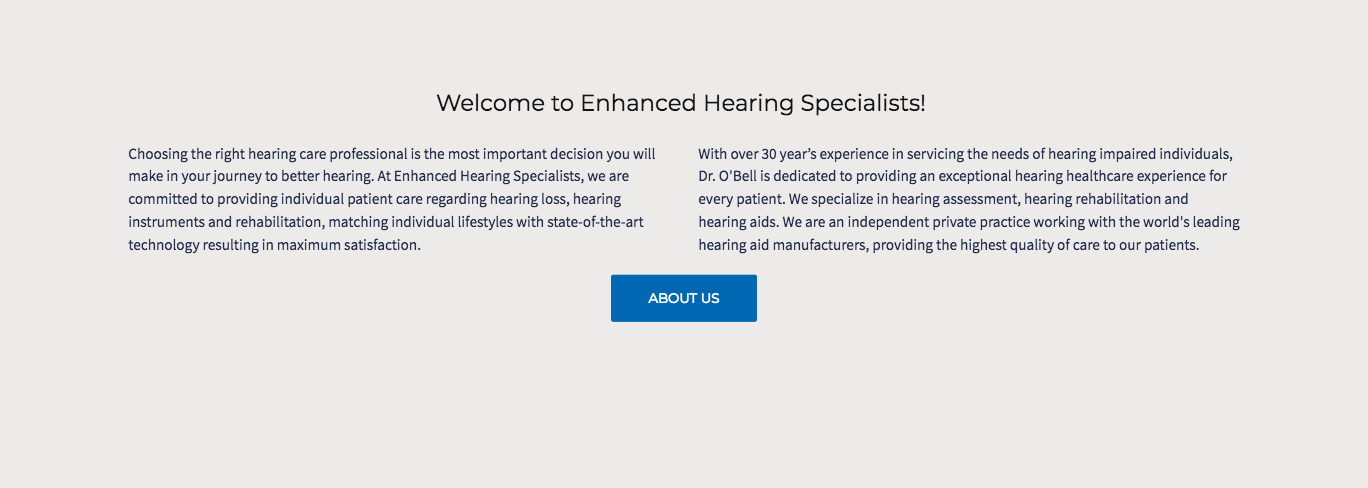 Welcome to Enhanced Hearing Specialists!
Choosing the right hearing care professional is the most important decision you will
make in your journey to better hearing. At Enhanced Hearing Specialists, we are
committed to providing individual patient care regarding hearing loss, hearing
instruments and rehabilitation, matching individual lifestyles with state-of-the-art
technology resulting in maximum satisfaction.
With over 30 year’s experience in servicing the needs of hearing impaired individuals,
Dr. O'Bell is dedicated to providing an exceptional hearing healthcare experience for
every patient. We specialize in hearing assessment, hearing rehabilitation and
hearing aids. We are an independent private practice working with the world's leading
hearing aid manufacturers, providing the highest quality of care to our patients.
ABOUT US